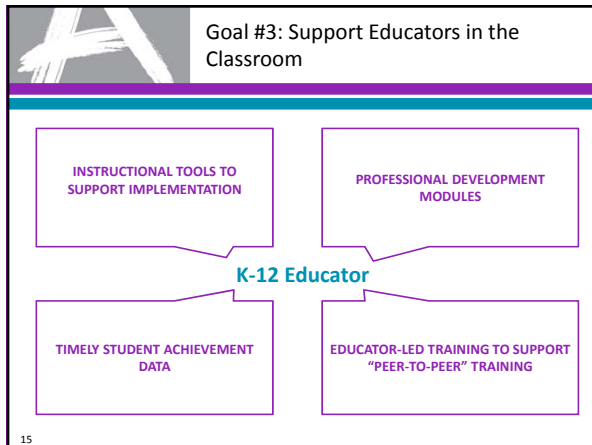 Goal #3: Support Educators in the
Classroom
INSTRUCTIONAL TOOLS TO
SUPPORT IMPLEMENTATION
PROFESSIONAL DEVELOPMENT
MODULES
K-12 Educator
TIMELY STUDENT ACHIEVEMENT
DATA
EDUCATOR-LED TRAINING TO SUPPORT
“PEER-TO-PEER” TRAINING
15